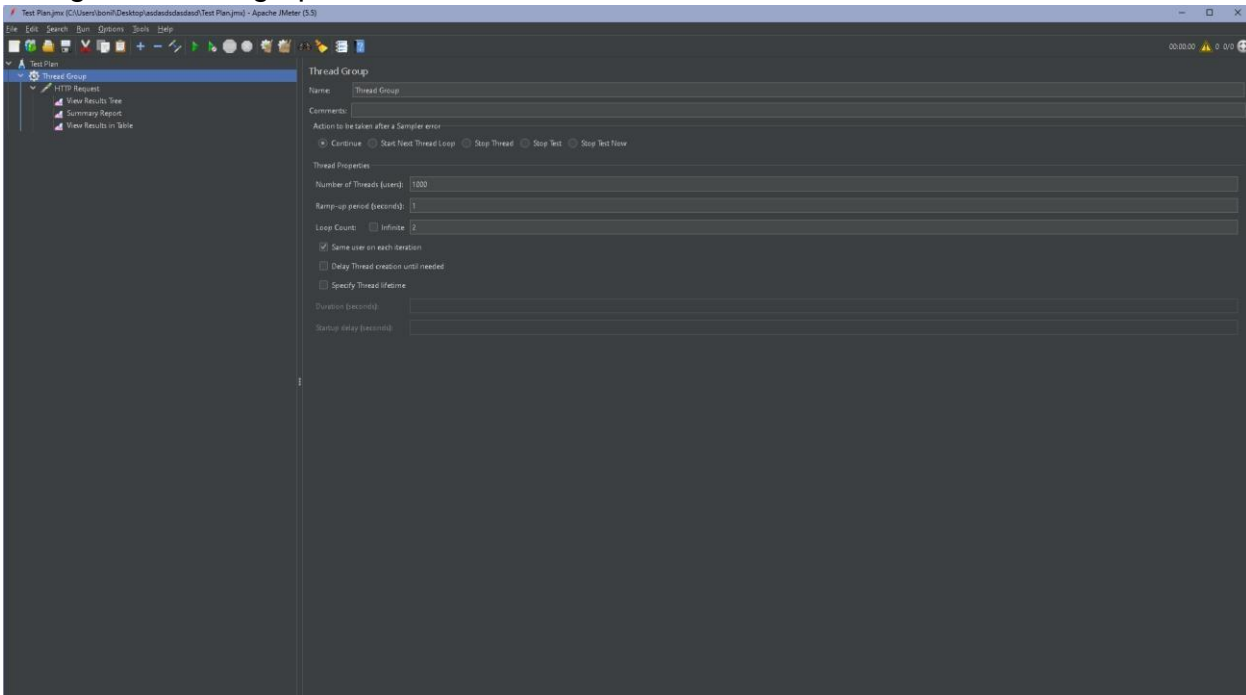 Test Plan.jmx (C:\Users\bonil\Desktop\asdasdsdasdasd\Test Plan.jmx) - Apache JMeter (5.5)
File Edit Search Run Options Tools Help
00:00:00 0 0/0
Test Plan
Thread Group
HTTP Request
View Results Tree
Summary Report
View Results in Table
Thread Group
Name: Thread Group
Comments:
Action to be taken after a Sampler error
Continue Start Next Thread Loop Stop Thread Stop Test Stop Test Now
Thread Properties
Number of Threads (users): 1000
Ramp-up period (seconds): 1
Loop Count: Infinite 2
Same user on each iteration
Delay Thread creation until needed
Specify Thread lifetime
Duration (seconds):
Startup delay (seconds):